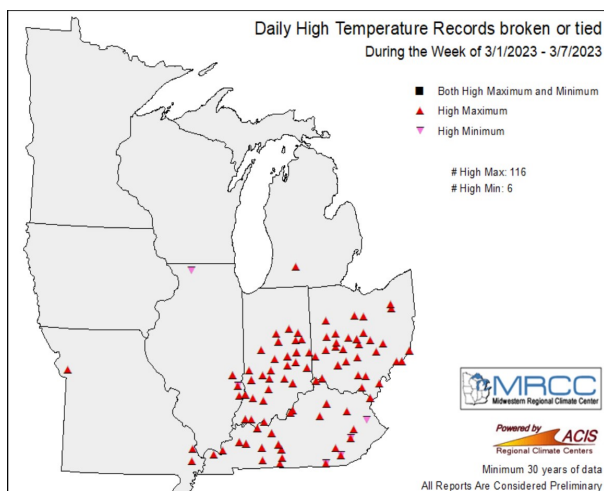 Daily High Temperature Records broken or tied
During the Week of 3/1/2023 - 3/7/2023
Both High Maximum and Minimum
High Maximum
High Minimum
# High Max: 116
# High Min: 6
MRCC
Midwestern Regional Climate Center
Powered by
ACIS
Regional Climate Centers
Minimum 30 years of data
All Reports Are Considered Preliminary